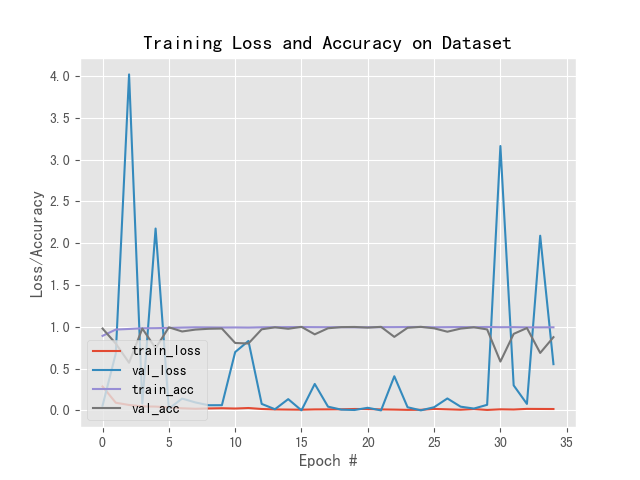 Training Loss and Accuracy on Dataset
Loss/Accuracy
4.0
3.5
3.0
2.5
2.0
1.5
1.0
0.5
0.0
train_loss
val_loss
train_acc
val_acc
0 5 10 15 20 25 30 35
Epoch #